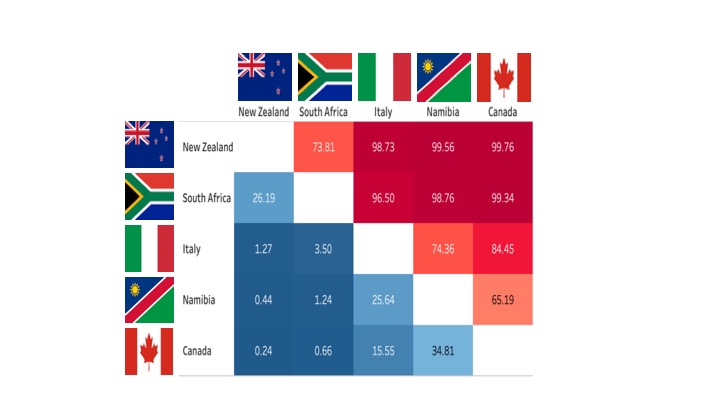 New Zealand South Africa Italy Namibia Canada
New Zealand 73.81 98.73 99.56 99.76
South Africa 26.19 96.50 98.76 99.34
Italy 1.27 3.50 74.36 84.45
Namibia 0.44 1.24 25.64 65.19
Canada 0.24 0.66 15.55 34.81